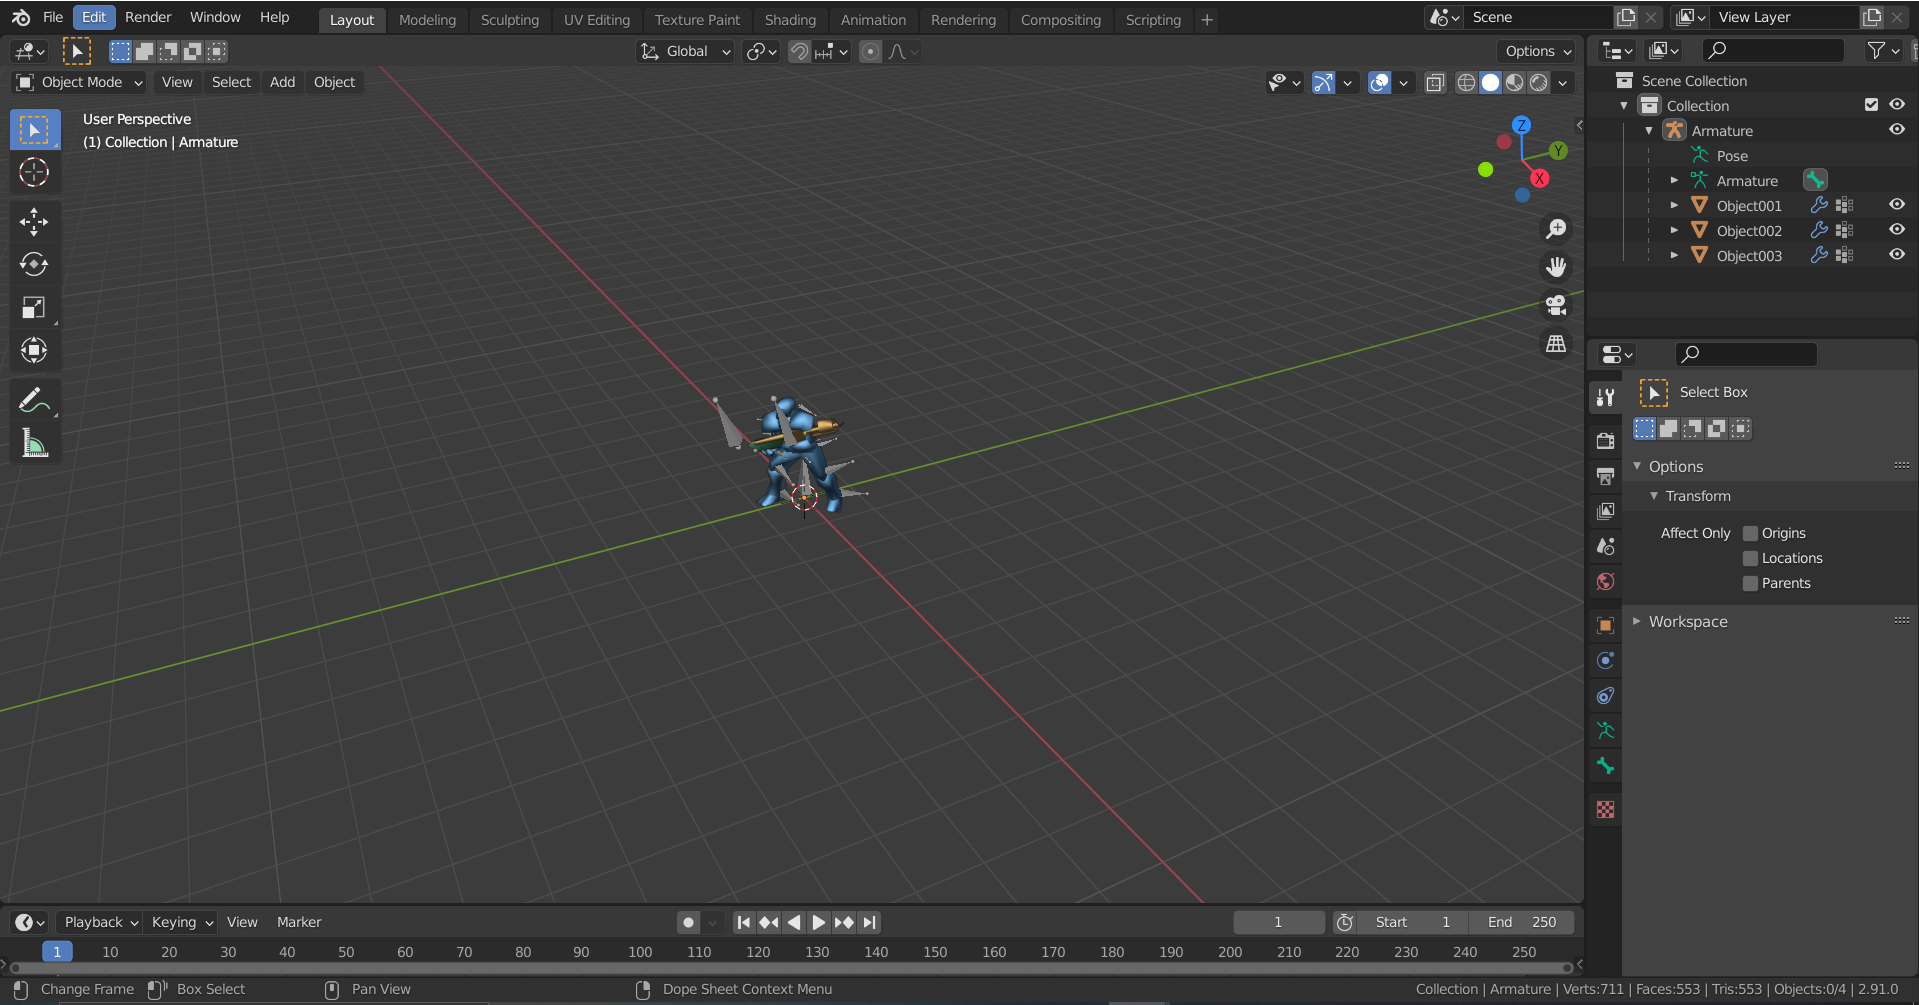 File Edit Render Window Help Layout Modeling Sculpting UV Editing Texture Paint Shading Animation Rendering Compositing Scripting + Scene View Layer
Global Options
Object Mode View Select Add Object
User Perspective
(1) Collection | Armature
Z
Y
X
Scene Collection
Collection
Armature
Pose
Armature
Object001
Object002
Object003
Select Box
Options
Transform
Affect Only Origins
Locations
Parents
Workspace
Playback Keying View Marker 1 Start 1 End 250
1 10 20 30 40 50 60 70 80 90 100 110 120 130 140 150 160 170 180 190 200 210 220 230 240 250
Change Frame Box Select Pan View Dope Sheet Context Menu Collection | Armature | Verts:711 | Faces:553 | Tris:553 | Objects:0/4 | 2.91.0